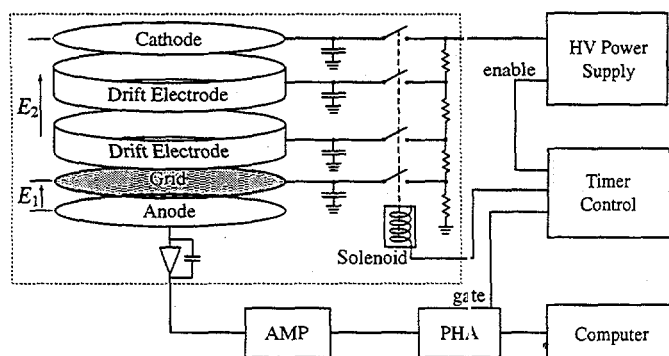 Cathode
HV Power
Supply
enable
E2
Drift Electrode
Drift Electrode
Grid
E1
Anode
Timer
Control
Solenoid
gate
AMP
PHA
Computer